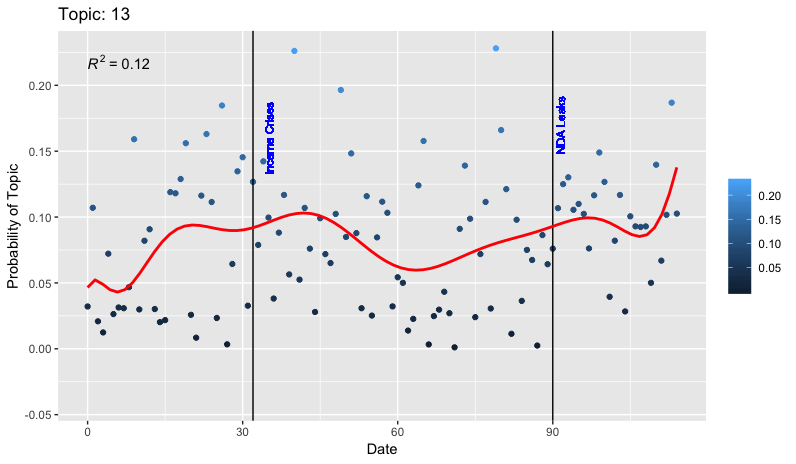 Topic: 13
R² = 0.12
Income Crises
NDA Leaks
Probability of Topic
0.20
0.15
0.10
0.05
0.00
-0.05
0
30
60
90
Date
0.20
0.15
0.10
0.05